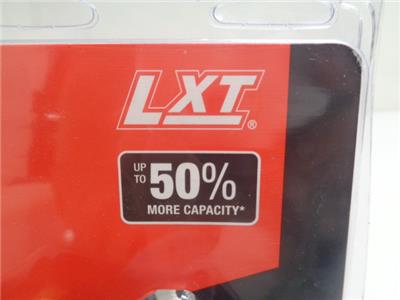 LXT®
UP TO 50%
MORE CAPACITY*